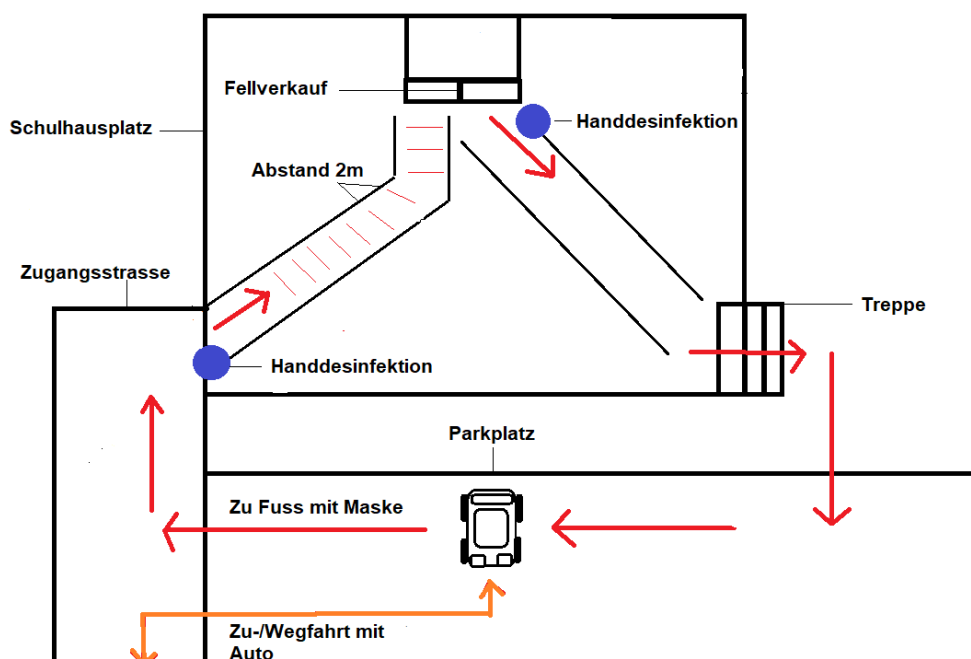 Fellverkauf
Handdesinfektion
Schulhausplatz
Abstand 2m
Zugangsstrasse
Treppe
Handdesinfektion
Parkplatz
Zu Fuss mit Maske
Zu-/Wegfahrt mit
Auto